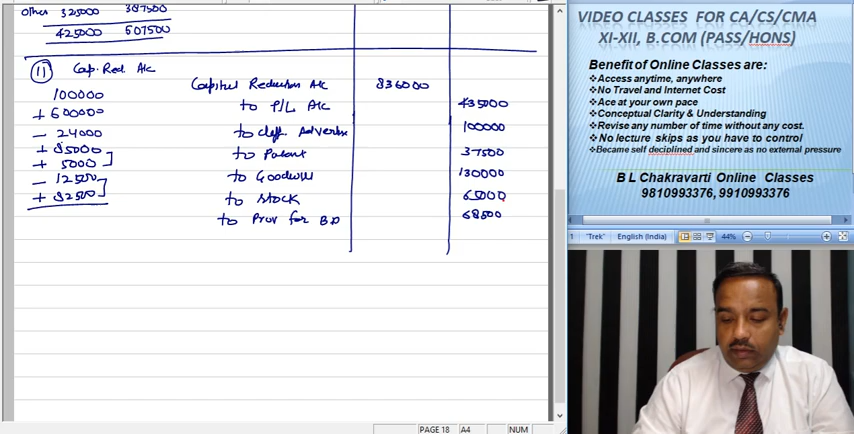 Other 325000 387500
425000 507500
11 Cap. Red. A/c
100000
+ 600000
- 24000
+ 85000
+ 5000
- 12500
+ 82500
Capital Reduction A/c 836000
to P/L A/c 435000
to Deff. Advertis 100000
to Patent 37500
to Goodwill 130000
to Stock 65000
to Prov for BD 68500
PAGE 18 A4 NUM
VIDEO CLASSES FOR CA/CS/CMA
XI-XII, B.COM (PASS/HONS)
Benefit of Online Classes are:
❖Access anytime, anywhere
❖No Travel and Internet Cost
❖Ace at your own pace
❖Conceptual Clarity & Understanding
❖Revise any number of time without any cost.
❖No lecture skips as you have to control
❖Became self deciplined and sincere as no external pressure
B L Chakravarti Online Classes
9810993376, 9910993376
1 "Trek" English (India) 44%